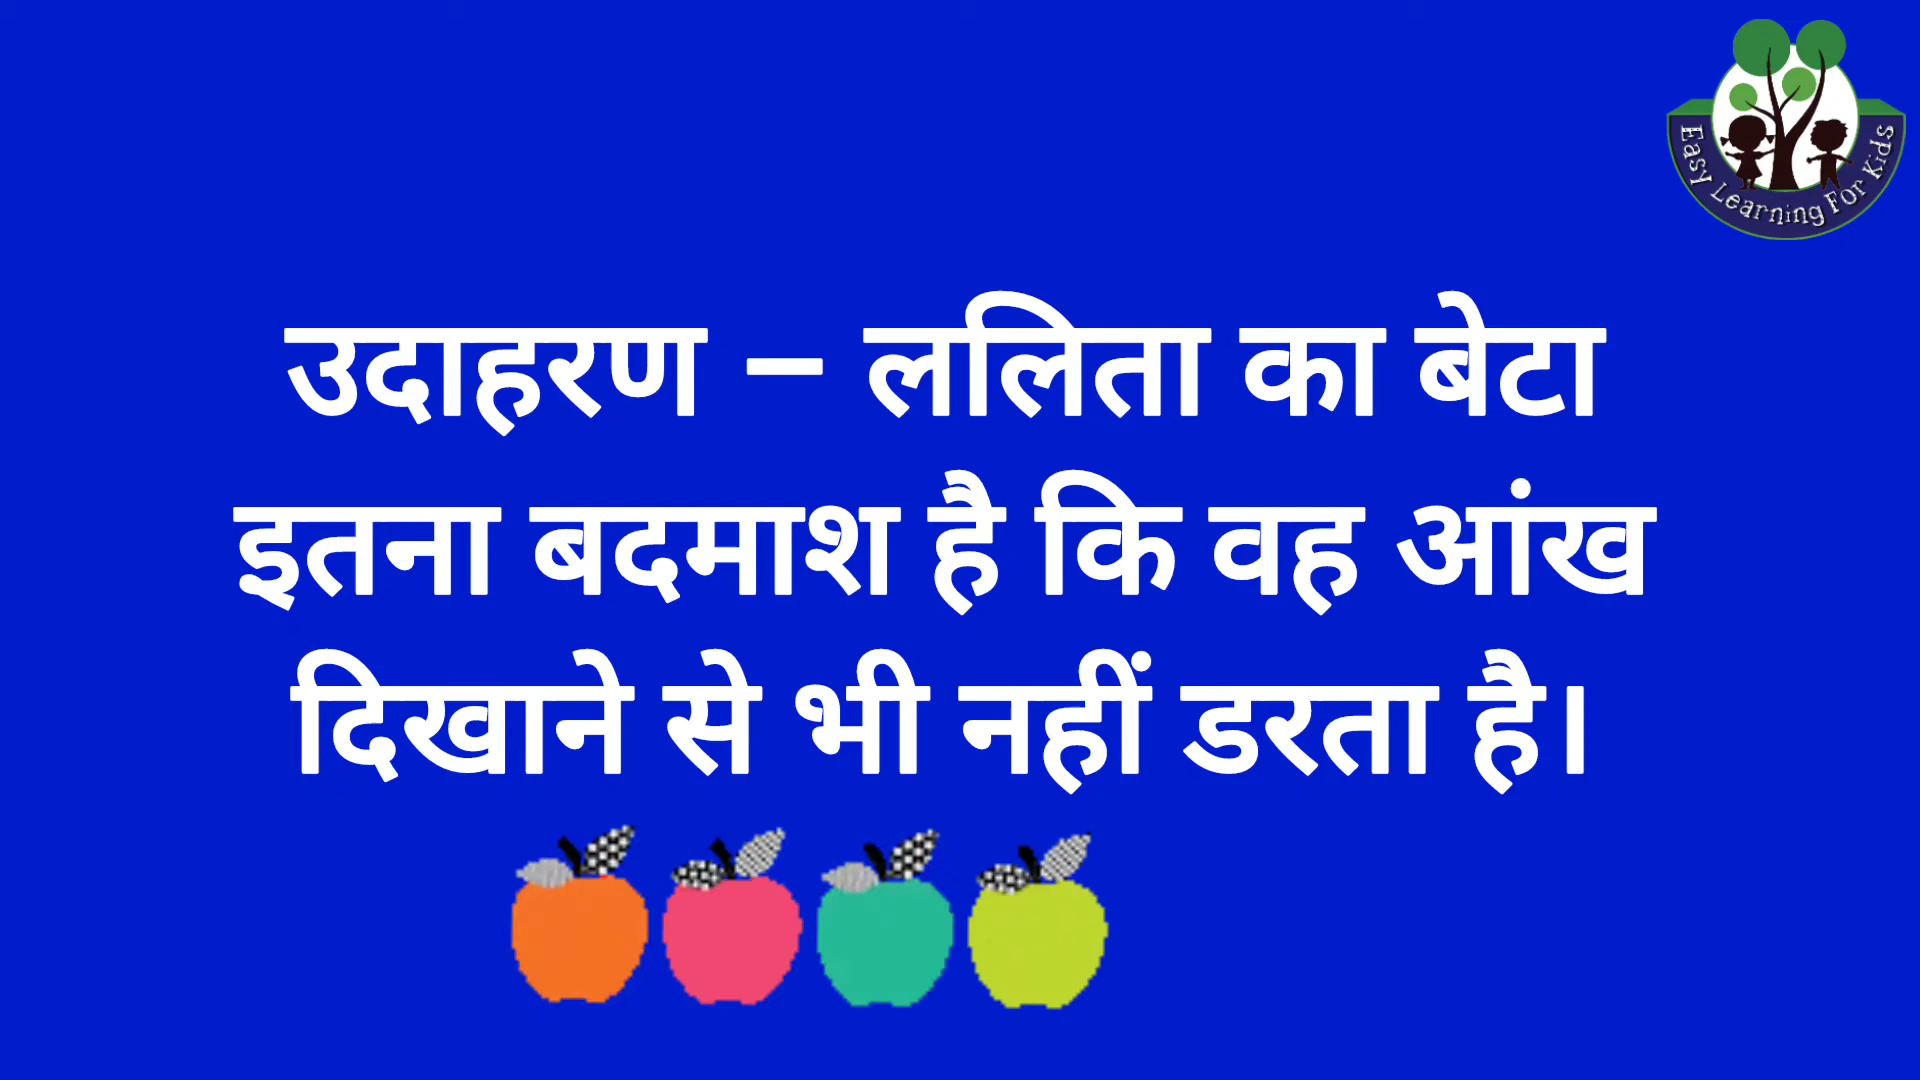 Easy Learning For Kids
उदाहरण – ललिता का बेटा
इतना बदमाश है कि वह आंख
दिखाने से भी नहीं डरता है।